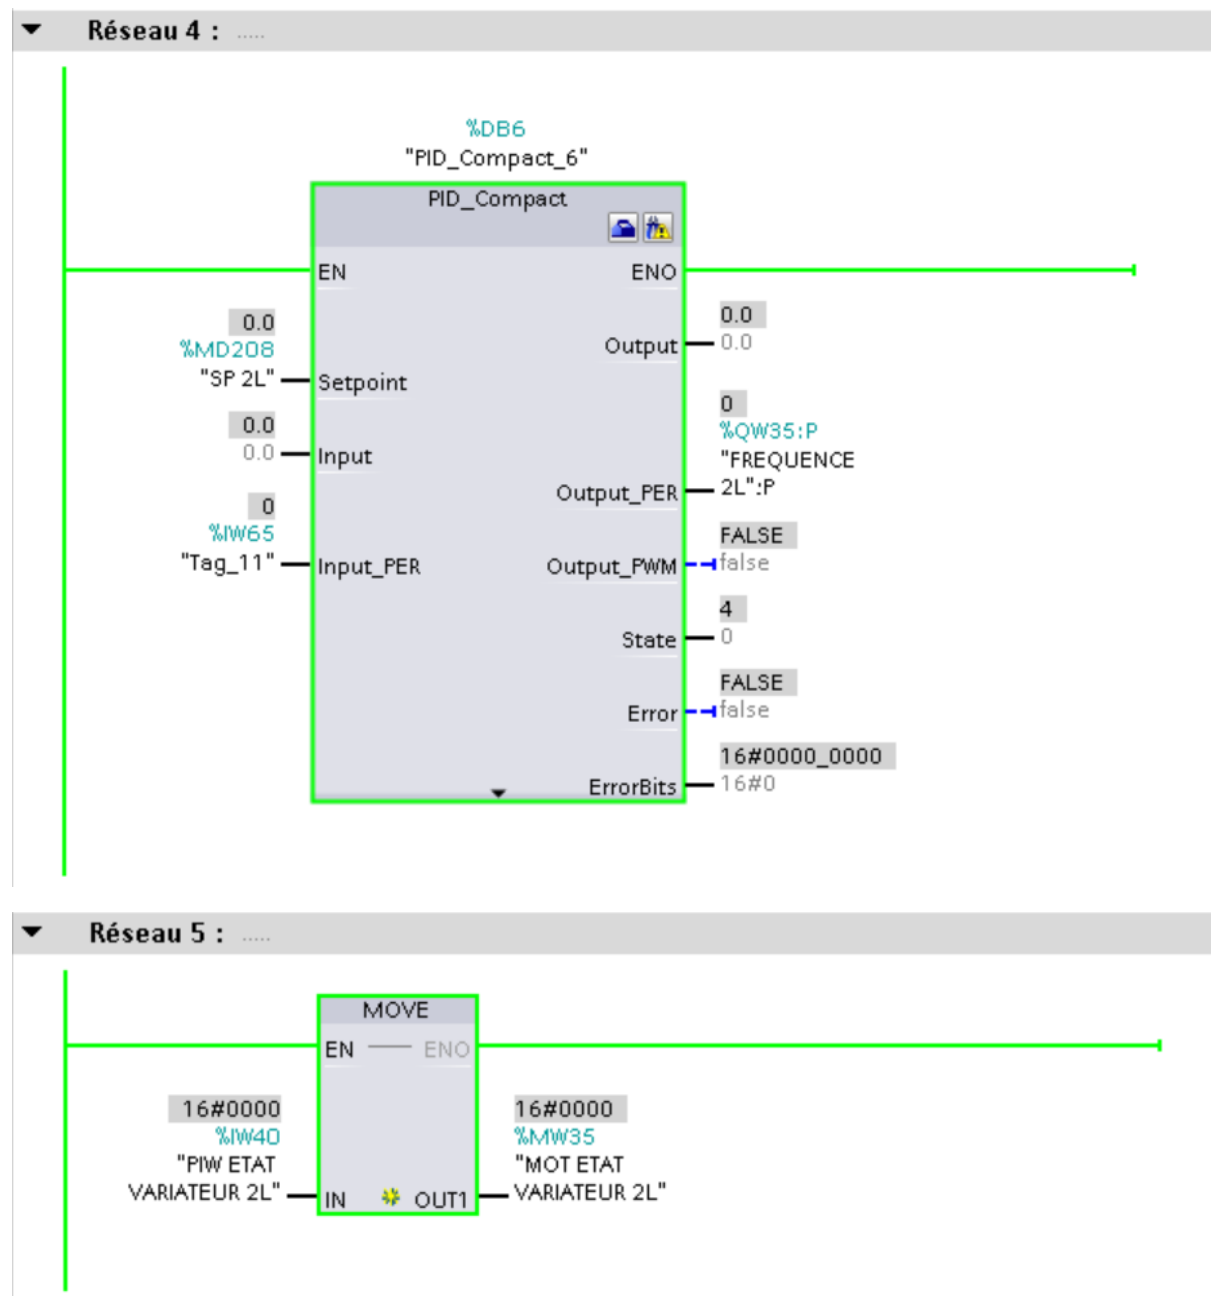 Réseau 4 : .....
%DB6
"PID_Compact_6"
PID_Compact
EN
ENO
0.0
%MD208
"SP 2L"
Setpoint
0.0
0.0
Input
0
%IW65
"Tag_11"
Input_PER
0.0
Output
0.0
0
%QW35:P
"FREQUENCE
2L":P
Output_PER
FALSE
Output_PWM
false
4
State
0
FALSE
Error
false
16#0000_0000
ErrorBits
16#0
Réseau 5 : .....
MOVE
EN
ENO
16#0000
%IW40
"PIW ETAT
VARIATEUR 2L"
IN
16#0000
%MW35
"MOT ETAT
OUT1
VARIATEUR 2L"